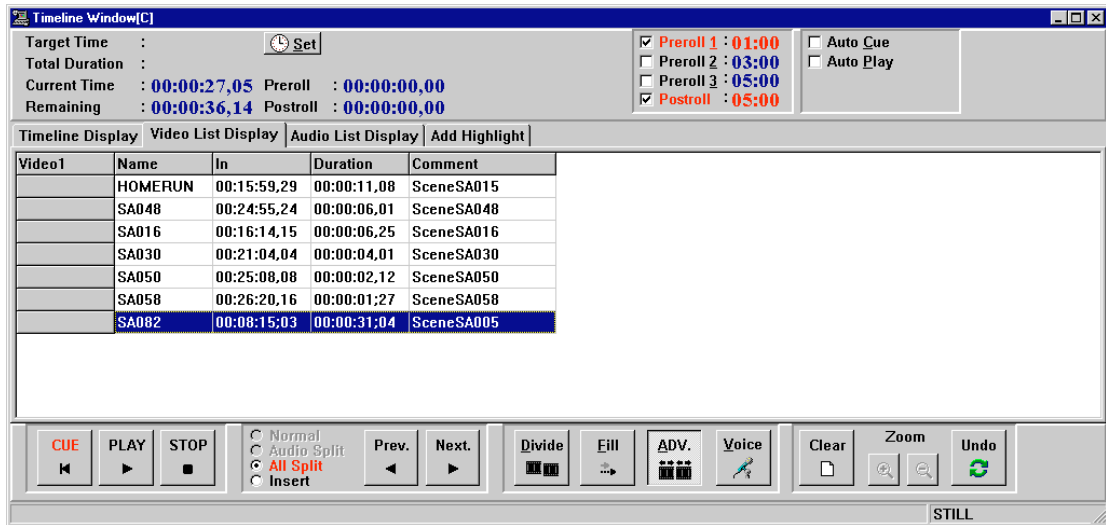 Timeline Window[C]
Target Time :
Set
Total Duration :
Current Time : 00:00:27,05 Preroll : 00:00:00,00
Remaining : 00:00:36,14 Postroll : 00:00:00,00
Preroll 1 : 01:00
Preroll 2 : 03:00
Preroll 3 : 05:00
Postroll : 05:00
Auto Cue
Auto Play
Timeline Display Video List Display Audio List Display Add Highlight
Video1 Name In Duration Comment
HOMERUN 00:15:59,29 00:00:11,08 SceneSA015
SA048 00:24:55,24 00:00:06,01 SceneSA048
SA016 00:16:14,15 00:00:06,25 SceneSA016
SA030 00:21:04,04 00:00:04,01 SceneSA030
SA050 00:25:08,08 00:00:02,12 SceneSA050
SA058 00:26:20,16 00:00:01;27 SceneSA058
SA082 00:08:15;03 00:00:31;04 SceneSA005
CUE PLAY STOP
Normal
Audio Split
All Split
Insert
Prev. Next.
Divide Fill ADV. Voice
Clear Zoom Undo
STILL